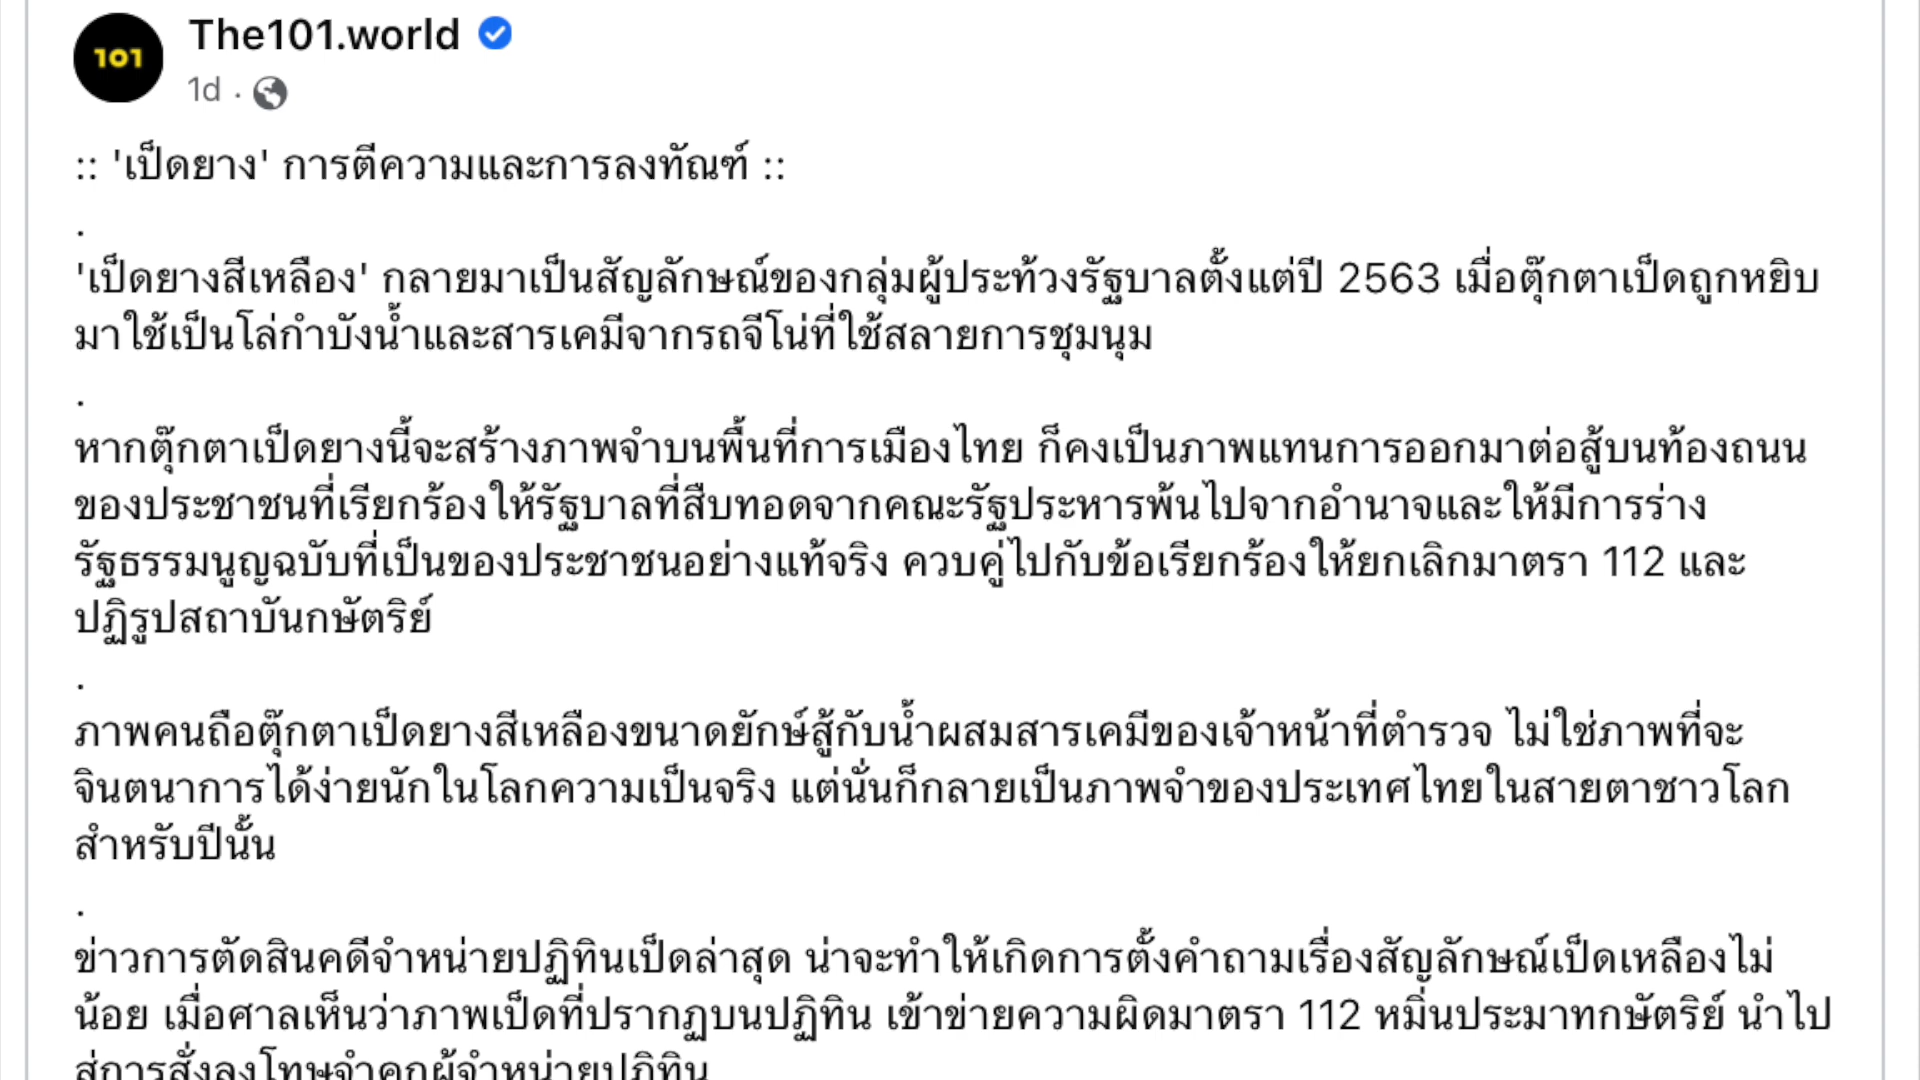 101
The101.world
1d ·
:: 'เป็ดยาง' การตีความและการลงทัณฑ์ ::
.
'เป็ดยางสีเหลือง' กลายมาเป็นสัญลักษณ์ของกลุ่มผู้ประท้วงรัฐบาลตั้งแต่ปี 2563 เมื่อตุ๊กตาเป็ดถูกหยิบ
มาใช้เป็นโล่กำบังน้ำและสารเคมีจากรถจีโน่ที่ใช้สลายการชุมนุม
.
หากตุ๊กตาเป็ดยางนี้จะสร้างภาพจำบนพื้นที่การเมืองไทย ก็คงเป็นภาพแทนการออกมาต่อสู้บนท้องถนน
ของประชาชนที่เรียกร้องให้รัฐบาลที่สืบทอดจากคณะรัฐประหารพ้นไปจากอำนาจและให้มีการร่าง
รัฐธรรมนูญฉบับที่เป็นของประชาชนอย่างแท้จริง ควบคู่ไปกับข้อเรียกร้องให้ยกเลิกมาตรา 112 และ
ปฏิรูปสถาบันกษัตริย์
.
ภาพคนถือตุ๊กตาเป็ดยางสีเหลืองขนาดยักษ์สู้กับน้ำผสมสารเคมีของเจ้าหน้าที่ตำรวจ ไม่ใช่ภาพที่จะ
จินตนาการได้ง่ายนักในโลกความเป็นจริง แต่นั่นก็กลายเป็นภาพจำของประเทศไทยในสายตาชาวโลก
สำหรับปีนั้น
.
ข่าวการตัดสินคดีจำหน่ายปฏิทินเป็ดล่าสุด น่าจะทำให้เกิดการตั้งคำถามเรื่องสัญลักษณ์เป็ดเหลืองไม่
น้อย เมื่อศาลเห็นว่าภาพเป็ดที่ปรากฏบนปฏิทิน เข้าข่ายความผิดมาตรา 112 หมิ่นประมาทกษัตริย์ นำไป
สู่การสั่งลงโทษจำคุกผู้จำหน่ายปฏิทิน